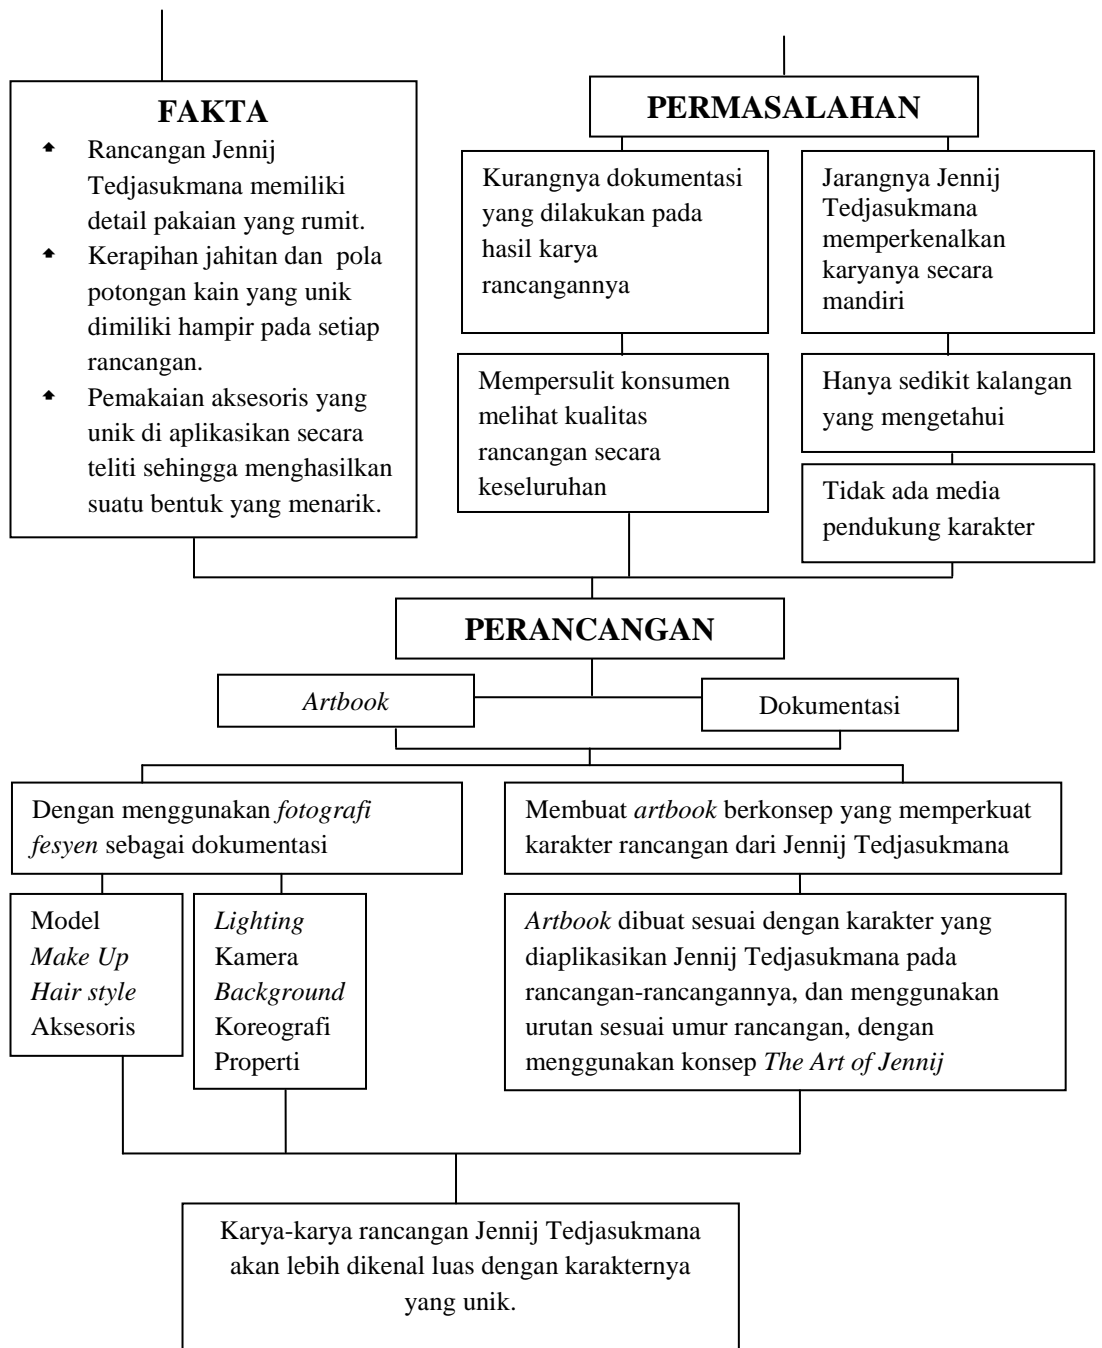 FAKTA
Rancangan Jennij
Tedjasukmana memiliki
detail pakaian yang rumit.
Kerapihan jahitan dan pola
potongan kain yang unik
dimiliki hampir pada setiap
rancangan.
Pemakaian aksesoris yang
unik di aplikasikan secara
teliti sehingga menghasilkan
suatu bentuk yang menarik.
PERMASALAHAN
Kurangnya dokumentasi
yang dilakukan pada
hasil karya
rancangannya
Mempersulit konsumen
melihat kualitas
rancangan secara
keseluruhan
Jarangnya Jennij
Tedjasukmana
memperkenalkan
karyanya secara
mandiri
Hanya sedikit kalangan
yang mengetahui
Tidak ada media
pendukung karakter
PERANCANGAN
Artbook
Dokumentasi
Dengan menggunakan fotografi
fesyen sebagai dokumentasi
Model
Make Up
Hair style
Aksesoris
Lighting
Kamera
Background
Koreografi
Properti
Membuat artbook berkonsep yang memperkuat
karakter rancangan dari Jennij Tedjasukmana
Artbook dibuat sesuai dengan karakter yang
diaplikasikan Jennij Tedjasukmana pada
rancangan-rancangannya, dan menggunakan
urutan sesuai umur rancangan, dengan
menggunakan konsep The Art of Jennij
Karya-karya rancangan Jennij Tedjasukmana
akan lebih dikenal luas dengan karakternya
yang unik.